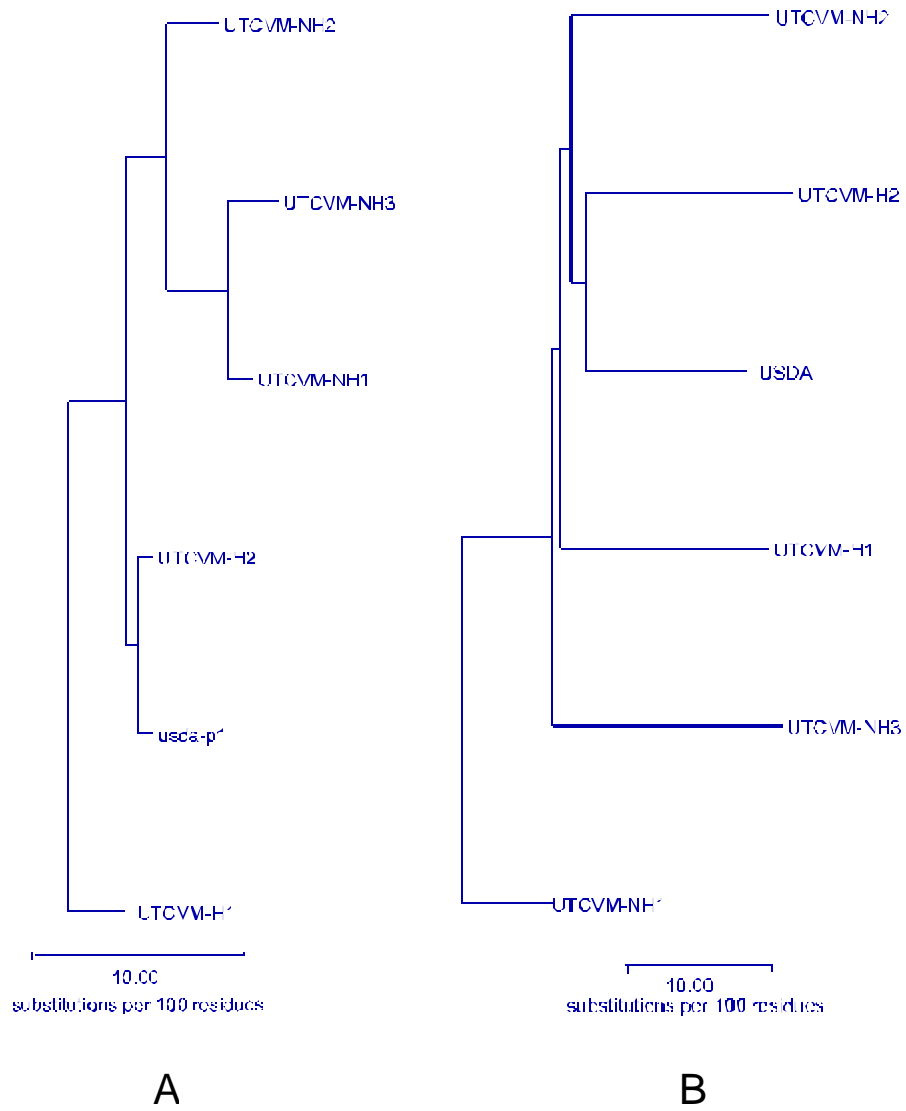 UTCVM-NH2
UTCVM-NH3
UTCVM-NH1
UTCVM-H2
usda-p1
UTCVM-H1
10.00
substitutions per 100 residues
A
UTCVM-NH2
UTCVM-H2
USDA
UTCVM-H1
UTCVM-NH3
UTCVM-NH1
10.00
substitutions per 100 residues
B